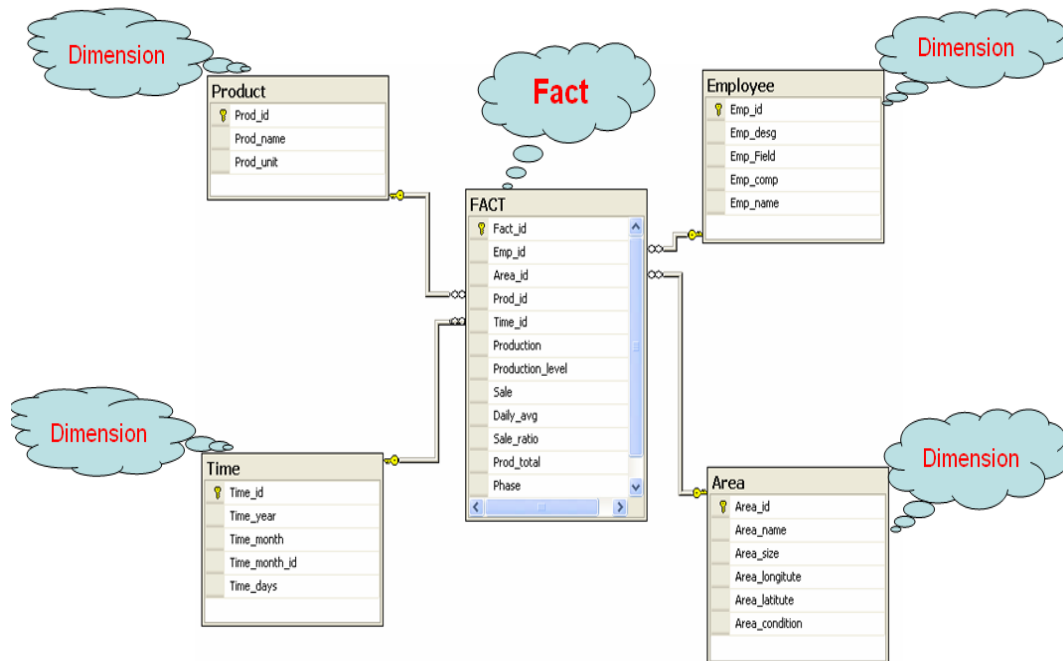 Dimension
Product
Prod_id
Prod_name
Prod_unit
Fact
FACT
Fact_id
Emp_id
Area_id
Prod_id
Time_id
Production
Production_level
Sale
Daily_avg
Sale_ratio
Prod_total
Phase
Dimension
Employee
Emp_id
Emp_desg
Emp_Field
Emp_comp
Emp_name
Dimension
Time
Time_id
Time_year
Time_month
Time_month_id
Time_days
Dimension
Area
Area_id
Area_name
Area_size
Area_longitute
Area_latitute
Area_condition